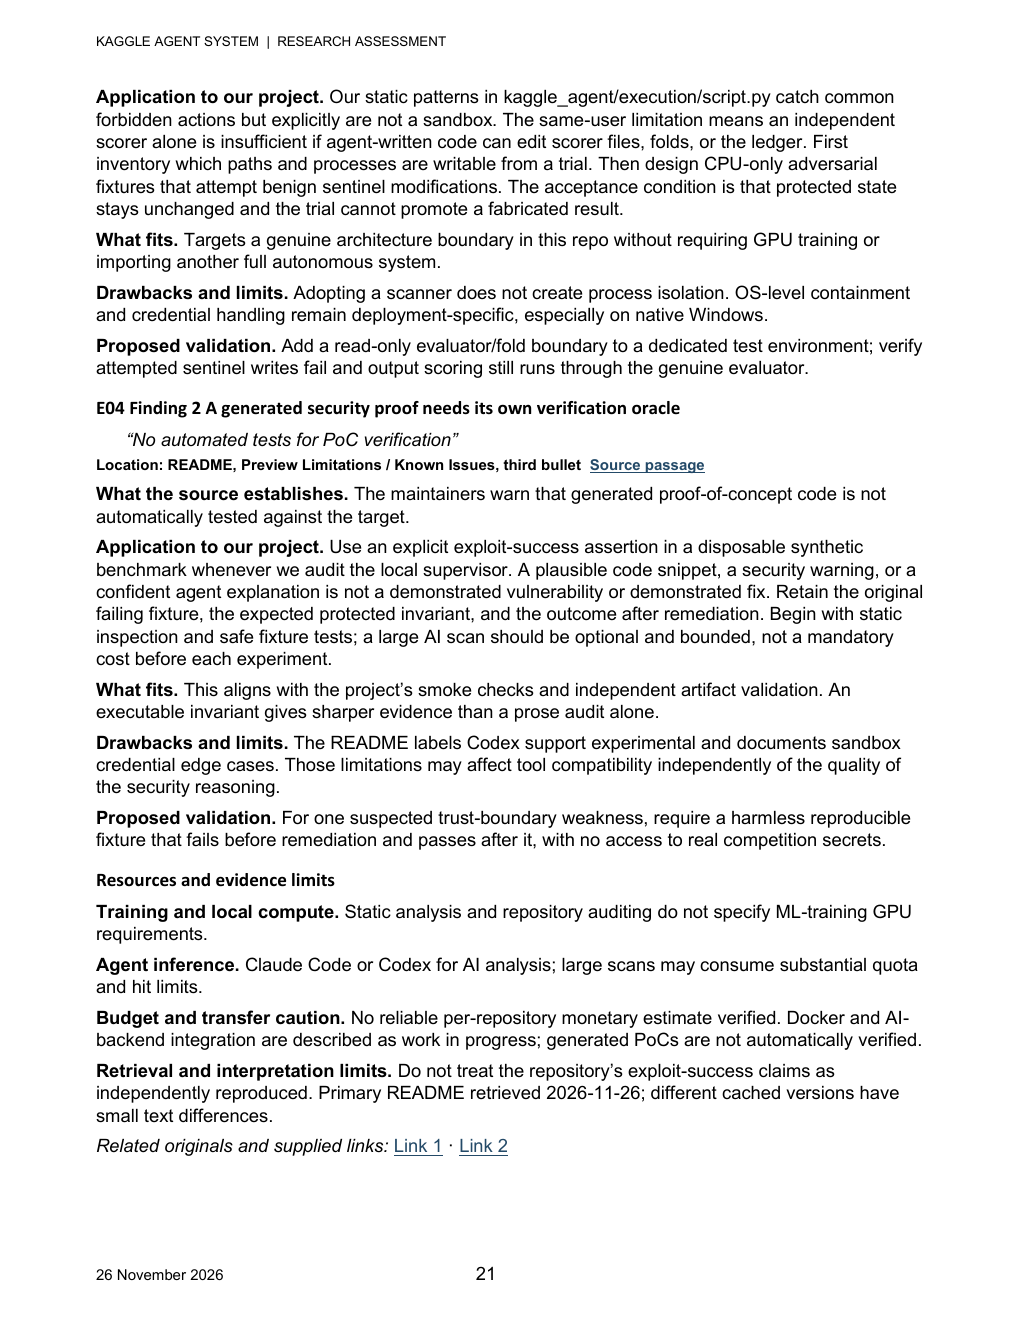 KAGGLE AGENT SYSTEM | RESEARCH ASSESSMENT
Application to our project. Our static patterns in kaggle_agent/execution/script.py catch common
forbidden actions but explicitly are not a sandbox. The same-user limitation means an independent
scorer alone is insufficient if agent-written code can edit scorer files, folds, or the ledger. First
inventory which paths and processes are writable from a trial. Then design CPU-only adversarial
fixtures that attempt benign sentinel modifications. The acceptance condition is that protected state
stays unchanged and the trial cannot promote a fabricated result.
What fits. Targets a genuine architecture boundary in this repo without requiring GPU training or
importing another full autonomous system.
Drawbacks and limits. Adopting a scanner does not create process isolation. OS-level containment
and credential handling remain deployment-specific, especially on native Windows.
Proposed validation. Add a read-only evaluator/fold boundary to a dedicated test environment; verify
attempted sentinel writes fail and output scoring still runs through the genuine evaluator.
E04 Finding 2 A generated security proof needs its own verification oracle
“No automated tests for PoC verification”
Location: README, Preview Limitations / Known Issues, third bullet Source passage
What the source establishes. The maintainers warn that generated proof-of-concept code is not
automatically tested against the target.
Application to our project. Use an explicit exploit-success assertion in a disposable synthetic
benchmark whenever we audit the local supervisor. A plausible code snippet, a security warning, or a
confident agent explanation is not a demonstrated vulnerability or demonstrated fix. Retain the original
failing fixture, the expected protected invariant, and the outcome after remediation. Begin with static
inspection and safe fixture tests; a large AI scan should be optional and bounded, not a mandatory
cost before each experiment.
What fits. This aligns with the project’s smoke checks and independent artifact validation. An
executable invariant gives sharper evidence than a prose audit alone.
Drawbacks and limits. The README labels Codex support experimental and documents sandbox
credential edge cases. Those limitations may affect tool compatibility independently of the quality of
the security reasoning.
Proposed validation. For one suspected trust-boundary weakness, require a harmless reproducible
fixture that fails before remediation and passes after it, with no access to real competition secrets.
Resources and evidence limits
Training and local compute. Static analysis and repository auditing do not specify ML-training GPU
requirements.
Agent inference. Claude Code or Codex for AI analysis; large scans may consume substantial quota
and hit limits.
Budget and transfer caution. No reliable per-repository monetary estimate verified. Docker and AI-
backend integration are described as work in progress; generated PoCs are not automatically verified.
Retrieval and interpretation limits. Do not treat the repository’s exploit-success claims as
independently reproduced. Primary README retrieved 2026-11-26; different cached versions have
small text differences.
Related originals and supplied links: Link 1 · Link 2
26 November 2026
21